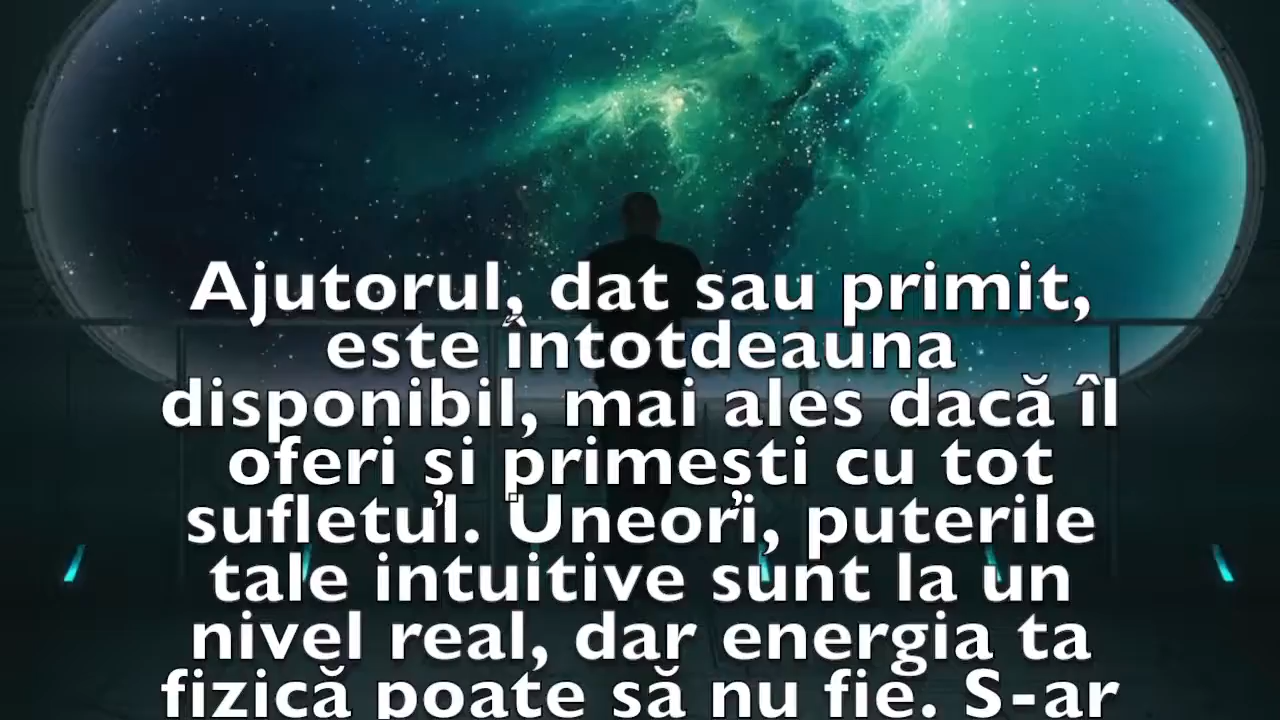 Ajutorul, dat sau primit,
este întotdeauna
disponibil, mai ales dacă îl
oferi și primești cu tot
sufletul. Uneori, puterile
tale intuitive sunt la un
nivel real, dar energia ta
fizică poate să nu fie. S-ar